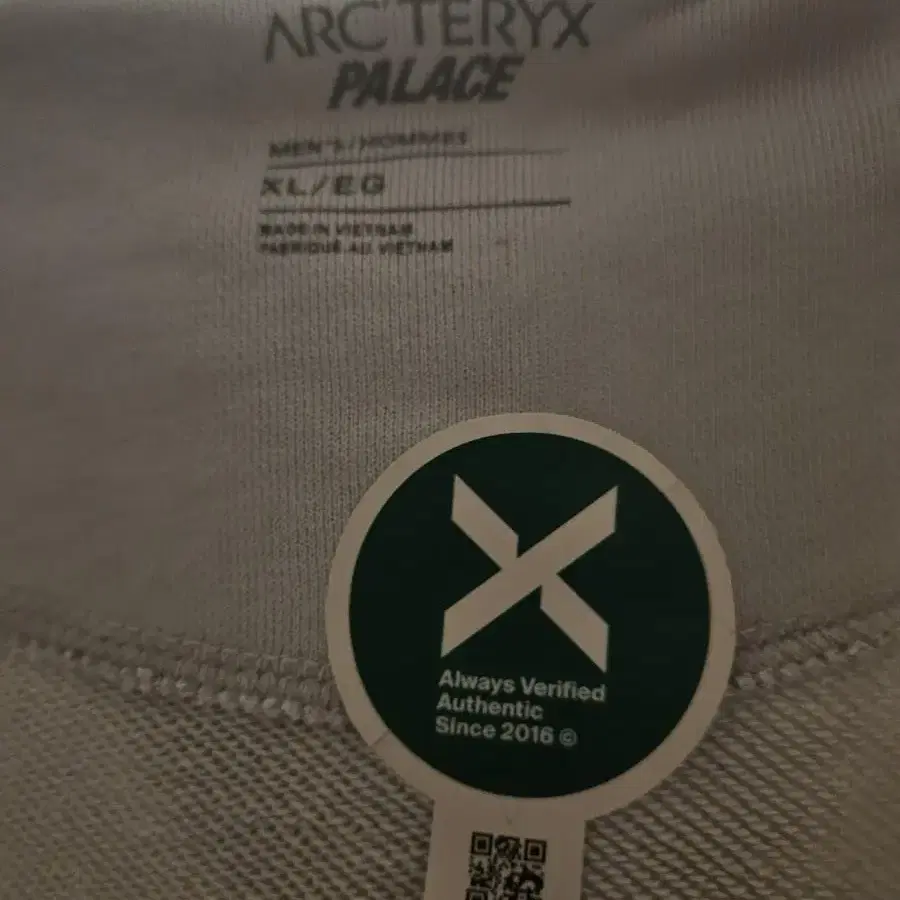 ARC'TERYX
PALACE
MEN'S/HOMMES
XL/EG
MADE IN VIETNAM
FABRIQUÉ AU VIETNAM
Always Verified
Authentic
Since 2016 ©